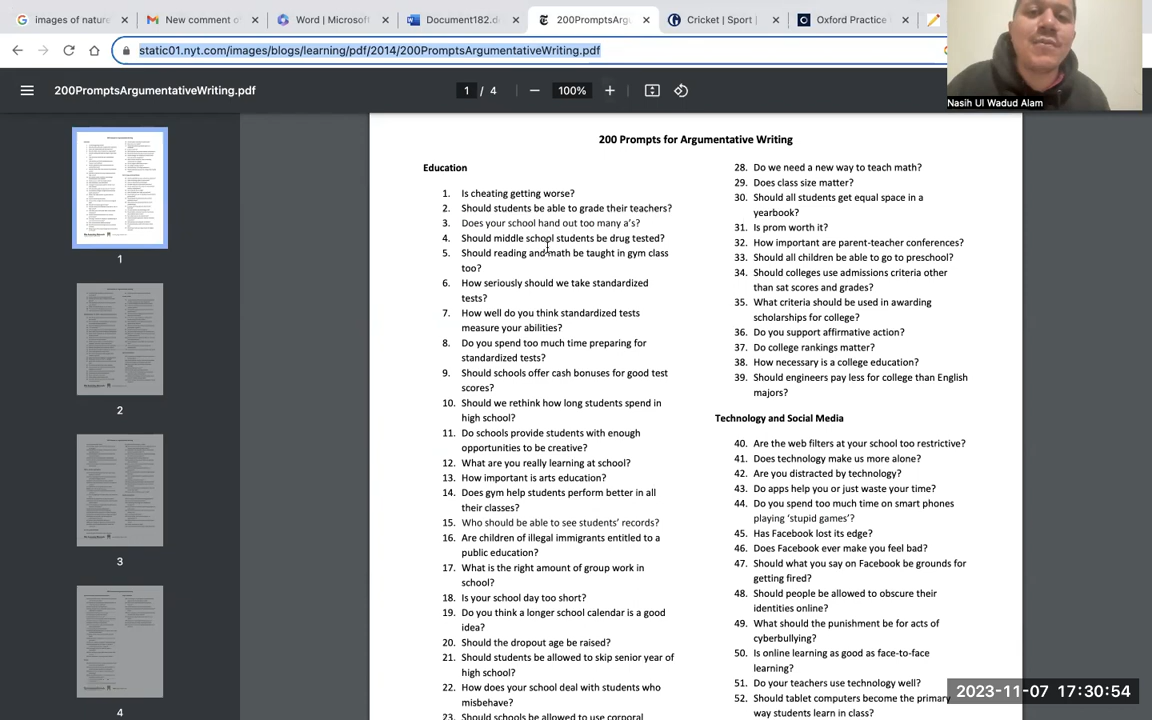 images of nature
New comment o
Word | Microsof
Document182.d
200PromptsArgu
Cricket | Sport |
Oxford Practice
static01.nyt.com/images/blogs/learning/pdf/2014/200PromptsArgumentativeWriting.pdf
200PromptsArgumentativeWriting.pdf
1 / 4
100%
Nasih Ul Wadud Alam
1
2
3
4
200 Prompts for Argumentative Writing
Education
1. Is cheating getting worse?
2. Should students be able to grade their teachers?
3. Does your school hand out too many a's?
4. Should middle school students be drug tested?
5. Should reading and math be taught in gym class
too?
6. How seriously should we take standardized
tests?
7. How well do you think standardized tests
measure your abilities?
8. Do you spend too much time preparing for
standardized tests?
9. Should schools offer cash bonuses for good test
scores?
10. Should we rethink how long students spend in
high school?
11. Do schools provide students with enough
opportunities to be creative?
12. What are you really learning at school?
13. How important is arts education?
14. Does gym help students perform better in all
their classes?
15. Who should be able to see students' records?
16. Are children of illegal immigrants entitled to a
public education?
17. What is the right amount of group work in
school?
18. Is your school day too short?
19. Do you think a longer school calendar is a good
idea?
20. Should the dropout age be raised?
21. Should students be allowed to skip senior year of
high school?
22. How does your school deal with students who
misbehave?
23. Should schools be allowed to use corporal
28. Do we need a new way to teach math?
29. Does class size matter?
30. Should all students get equal space in a
yearbook?
31. Is prom worth it?
32. How important are parent-teacher conferences?
33. Should all children be able to go to preschool?
34. Should colleges use admissions criteria other
than sat scores and grades?
35. What criteria should be used in awarding
scholarships for college?
36. Do you support affirmative action?
37. Do college rankings matter?
38. How necessary is a college education?
39. Should engineers pay less for college than English
majors?
Technology and Social Media
40. Are the web filters at your school too restrictive?
41. Does technology make us more alone?
42. Are you distracted by technology?
43. Do apps help you or just waste your time?
44. Do you spend too much time on smart phones
playing 'stupid games'?
45. Has Facebook lost its edge?
46. Does Facebook ever make you feel bad?
47. Should what you say on Facebook be grounds for
getting fired?
48. Should people be allowed to obscure their
identities online?
49. What should the punishment be for acts of
cyberbullying?
50. Is online learning as good as face-to-face
learning?
51. Do your teachers use technology well?
52. Should tablet computers become the primary
way students learn in class?
2023-11-07 17:30:54